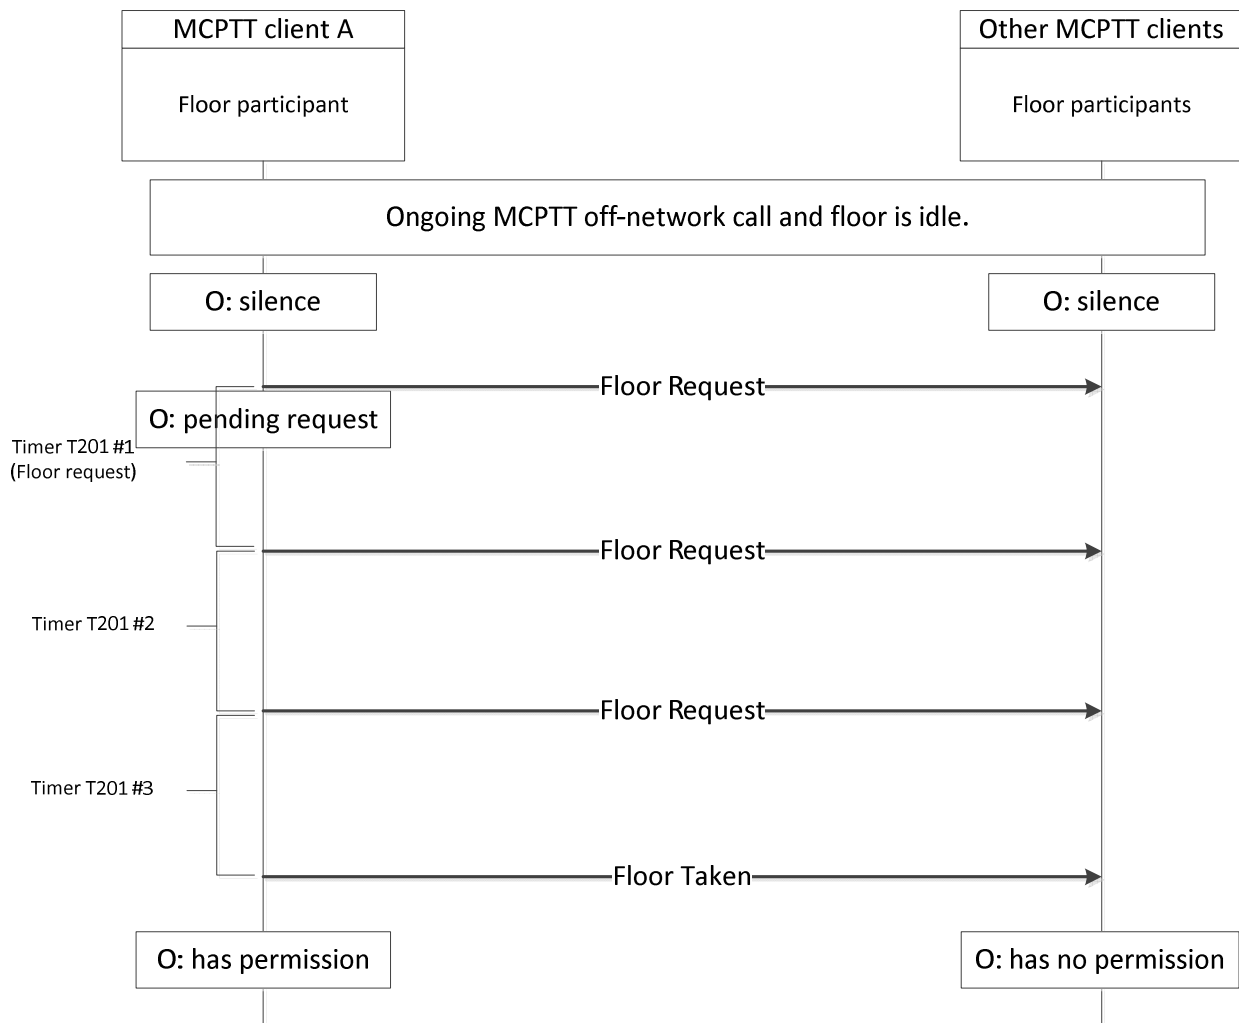 MCPTT client A
Other MCPTT clients
Floor participant
Floor participants
Ongoing MCPTT off-network call and floor is idle.
O: silence
O: silence
Floor Request
O: pending request
Timer T201 #1
(Floor request)
Floor Request
Timer T201 #2
Floor Request
Timer T201 #3
Floor Taken
O: has permission
O: has no permission